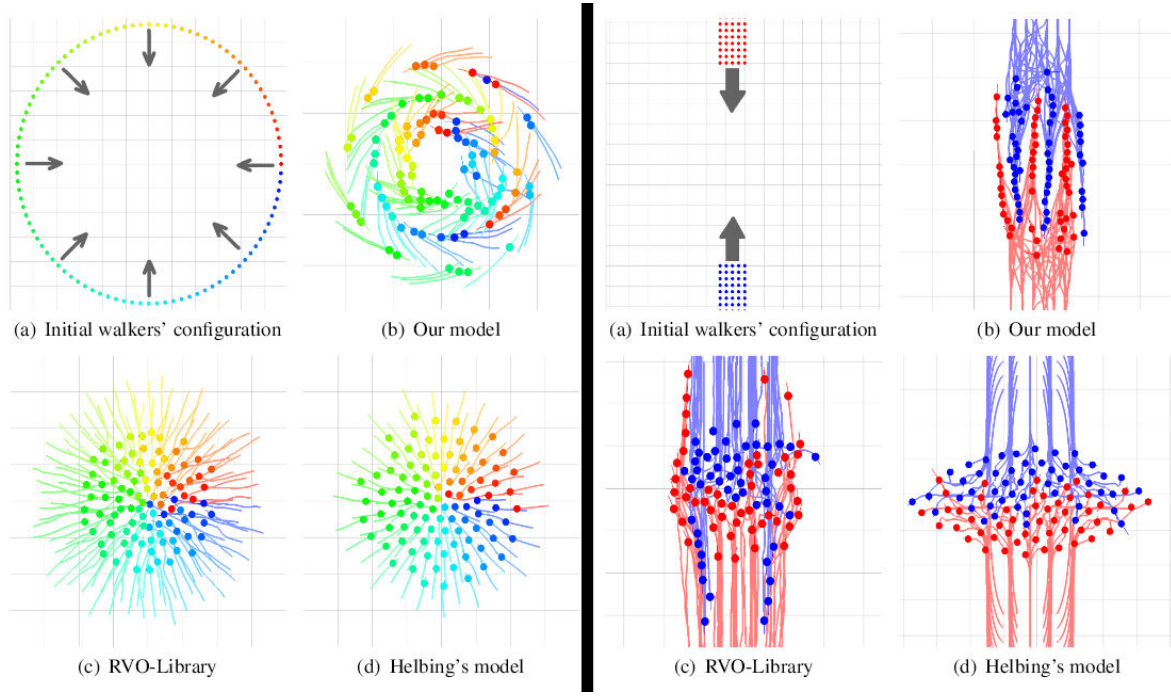 (a) Initial walkers' configuration
(b) Our model
(c) RVO-Library
(d) Helbing's model
(a) Initial walkers' configuration
(b) Our model
(c) RVO-Library
(d) Helbing's model